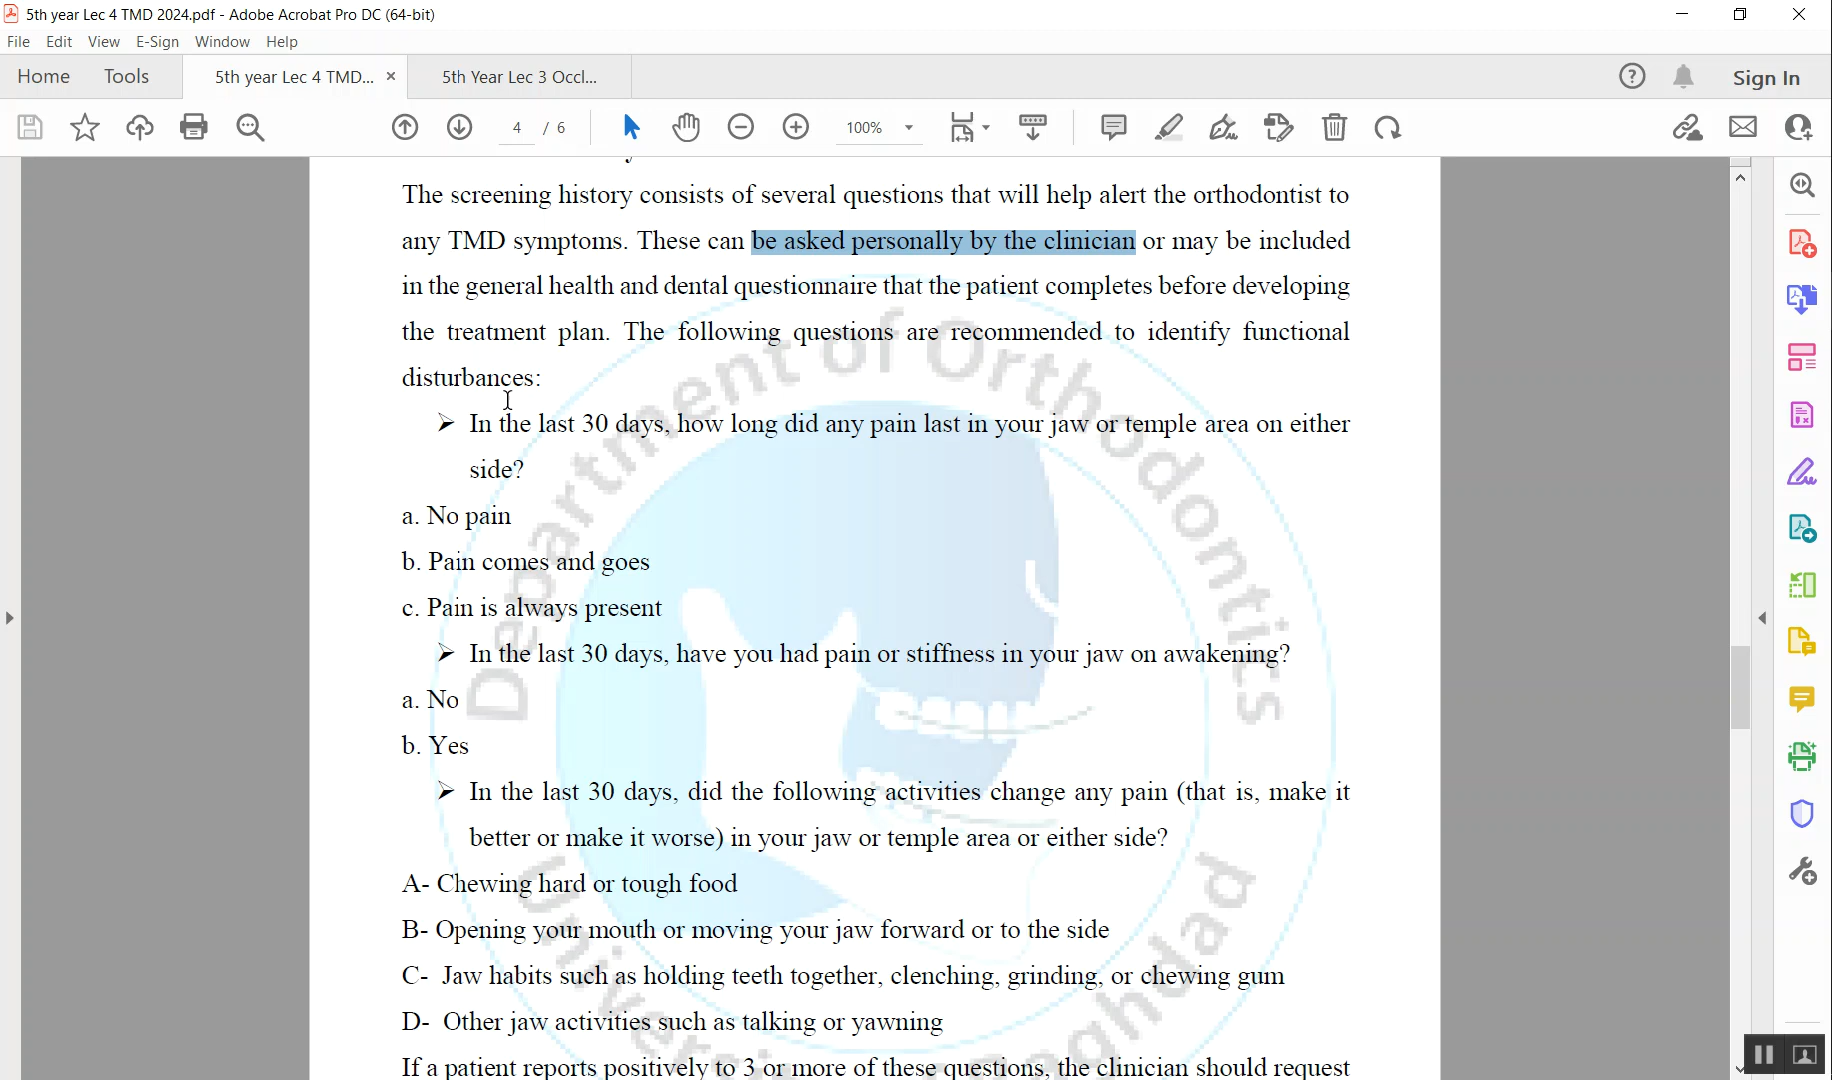 5th year Lec 4 TMD 2024.pdf - Adobe Acrobat Pro DC (64-bit)
File Edit View E-Sign Window Help
Home Tools 5th year Lec 4 TMD... × 5th Year Lec 3 Occl... Sign In
4 / 6 100%
The screening history consists of several questions that will help alert the orthodontist to
any TMD symptoms. These can be asked personally by the clinician or may be included
in the general health and dental questionnaire that the patient completes before developing
the treatment plan. The following questions are recommended to identify functional
disturbances:
➤ In the last 30 days, how long did any pain last in your jaw or temple area on either
side?
a. No pain
b. Pain comes and goes
c. Pain is always present
➤ In the last 30 days, have you had pain or stiffness in your jaw on awakening?
a. No
b. Yes
➤ In the last 30 days, did the following activities change any pain (that is, make it
better or make it worse) in your jaw or temple area or either side?
A- Chewing hard or tough food
B- Opening your mouth or moving your jaw forward or to the side
C- Jaw habits such as holding teeth together, clenching, grinding, or chewing gum
D- Other jaw activities such as talking or yawning
If a patient reports positively to 3 or more of these questions, the clinician should request
Department of Orthodontics